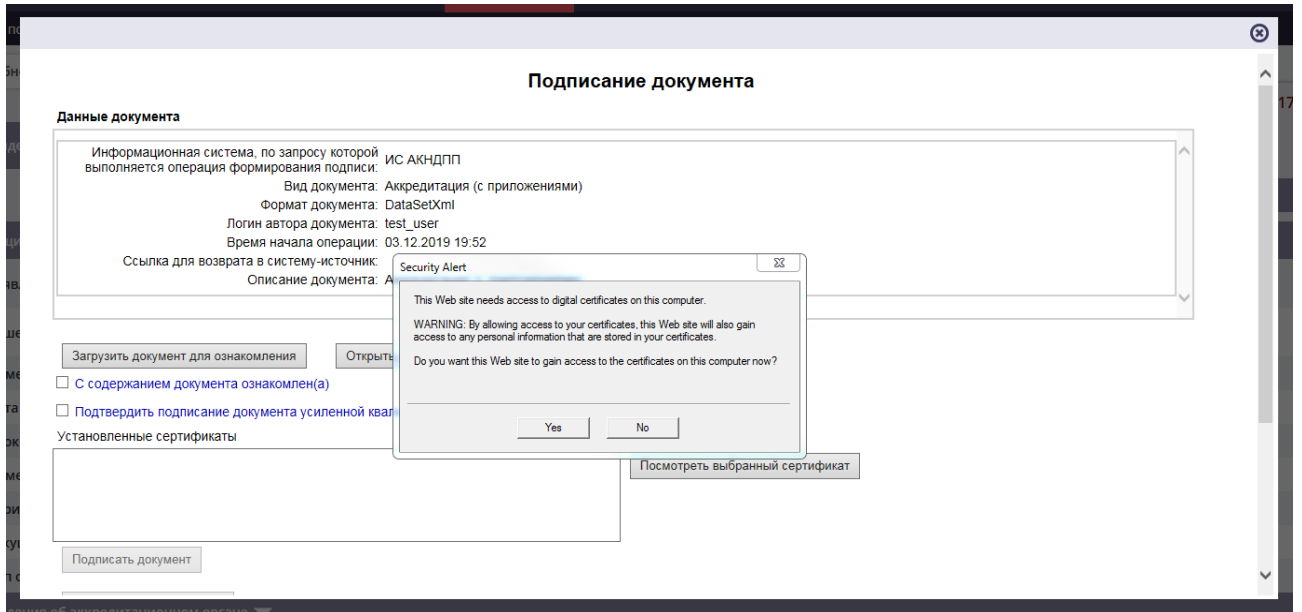 Подписание документа
Данные документа
Информационная система, по запросу которой
выполняется операция формирования подписи: ИС АКНДПП
Вид документа: Аккредитация (с приложениями)
Формат документа: DataSetXml
Логин автора документа: test_user
Время начала операции: 03.12.2019 19:52
Ссылка для возврата в систему-источник:
Описание документа:
Security Alert
This Web site needs access to digital certificates on this computer.
WARNING: By allowing access to your certificates, this Web site will also gain
access to any personal information that are stored in your certificates.
Do you want this Web site to gain access to the certificates on this computer now?
Yes No
Загрузить документ для ознакомления Открыть
С содержанием документа ознакомлен(а)
Подтвердить подписание документа усиленной
Установленные сертификаты
Посмотреть выбранный сертификат
Подписать документ